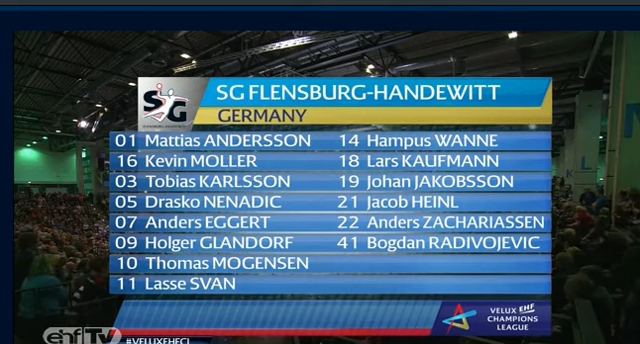 SG
SG FLENSBURG-HANDEWITT
GERMANY
01 Mattias ANDERSSON
16 Kevin MOLLER
03 Tobias KARLSSON
05 Drasko NENADIC
07 Anders EGGERT
09 Holger GLANDORF
10 Thomas MOGENSEN
11 Lasse SVAN
14 Hampus WANNE
18 Lars KAUFMANN
19 Johan JAKOBSSON
21 Jacob HEINL
22 Anders ZACHARIASSEN
41 Bogdan RADIVOJEVIC
VELUX EHF
CHAMPIONS
LEAGUE
ehfTV
#VELUXEHFCL